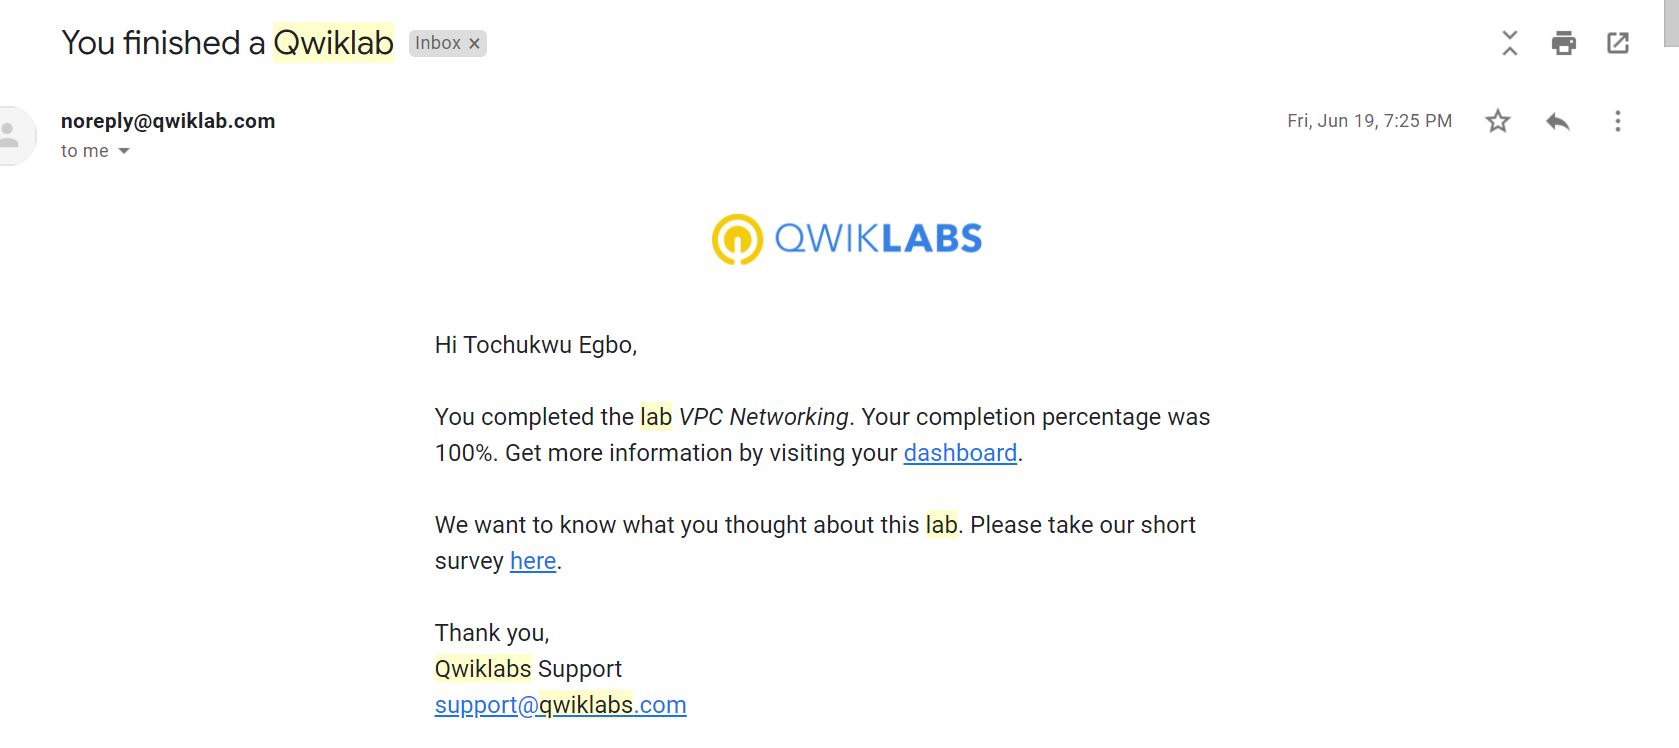 You finished a Qwiklab Inbox ×
noreply@qwiklab.com
Fri, Jun 19, 7:25 PM
to me
QWIKLABS
Hi Tochukwu Egbo,
You completed the lab VPC Networking. Your completion percentage was
100%. Get more information by visiting your dashboard.
We want to know what you thought about this lab. Please take our short
survey here.
Thank you,
Qwiklabs Support
support@qwiklabs.com